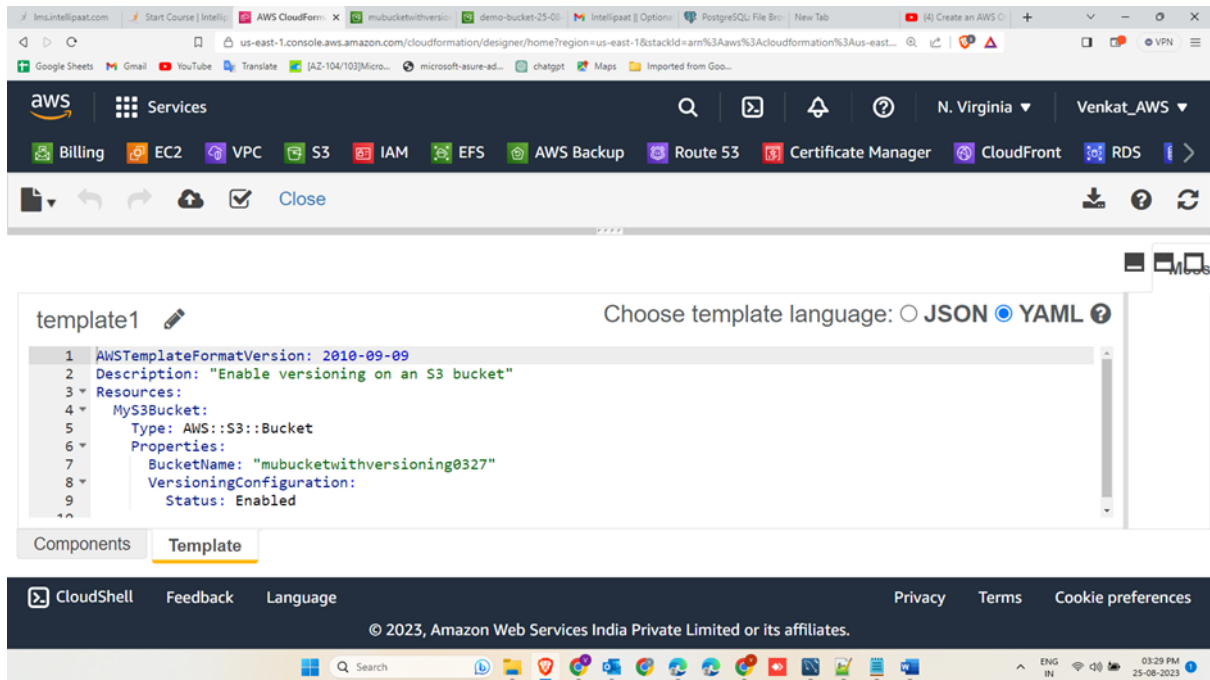 lms.intellipaat.com
Start Course | Intellip
AWS CloudForm
mubucketwithversio
demo-bucket-25-08-
Intellipaat || Optiona
PostgreSQL: File Bro
New Tab
(4) Create an AWS
us-east-1.console.aws.amazon.com/cloudformation/designer/home?region=us-east-1&stackId=arn%3Aaws%3Acloudformation%3Aus-east...
VPN
Google Sheets
Gmail
YouTube
Translate
[AZ-104/103]Micro...
microsoft-asure-ad...
chatgpt
Maps
Imported from Goo...
aws
Services
N. Virginia
Venkat_AWS
Billing
EC2
VPC
S3
IAM
EFS
AWS Backup
Route 53
Certificate Manager
CloudFront
RDS
Close
template1
Choose template language: JSON YAML
1 AWSTemplateFormatVersion: 2010-09-09
2 Description: "Enable versioning on an S3 bucket"
3 Resources:
4 MyS3Bucket:
5 Type: AWS::S3::Bucket
6 Properties:
7 BucketName: "mubucketwithversioning0327"
8 VersioningConfiguration:
9 Status: Enabled
10
Components
Template
CloudShell
Feedback
Language
Privacy
Terms
Cookie preferences
© 2023, Amazon Web Services India Private Limited or its affiliates.
Search
ENG
IN
03:29 PM
25-08-2023